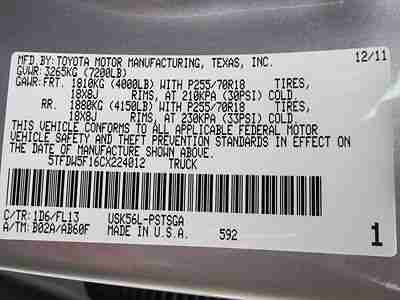 MFD.BY: TOYOTA MOTOR MANUFACTURING, TEXAS, INC. 12/11
GVWR: 3265KG (7200LB)
GAWR: FRT. 1810KG (4000LB) WITH P255/70R18 TIRES,
18X8J RIMS, AT 210KPA (30PSI) COLD
RR. 1880KG (4150LB) WITH P255/70R18 TIRES,
18X8J RIMS, AT 230KPA (33PSI) COLD
THIS VEHICLE CONFORMS TO ALL APPLICABLE FEDERAL MOTOR
VEHICLE SAFETY AND THEFT PREVENTION STANDARDS IN EFFECT ON
THE DATE OF MANUFACTURE SHOWN ABOVE.
5TFDW5F16CX224012 TRUCK
C/TR: 1D6/FL13 USK56L-PSTSGA
A/TM: B02A/AB60F MADE IN U.S.A. 592 1